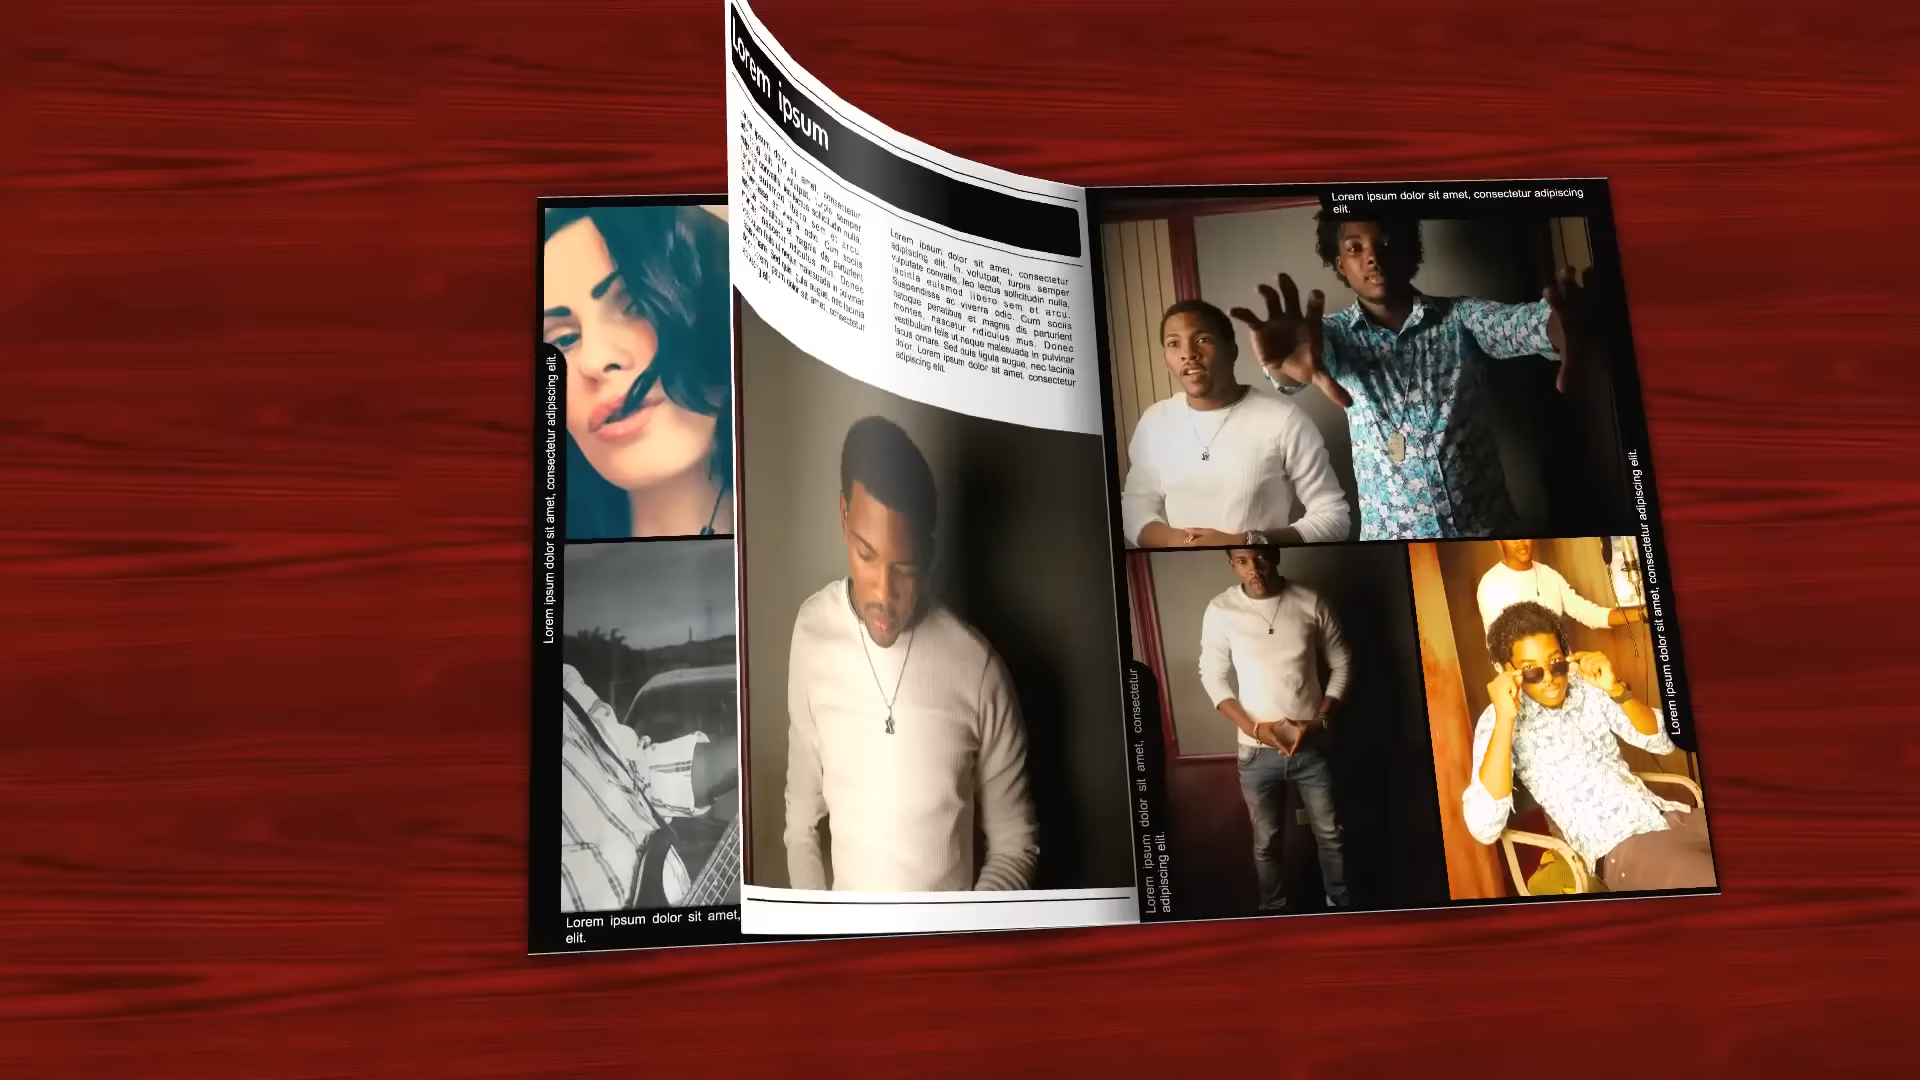 Lorem ipsum dolor sit amet, consectetur adipiscing elit.
Lorem ipsum dolor sit amet,
elit.
Lorem ipsum
Lorem ipsum dolor sit amet, consectetur
adipiscing elit. In volutpat, turpis semper
vulputate convallis, leo lectus sollicitudin nulla,
lacinia euismod libero sem et arcu.
Suspendisse ac viverra odio. Cum sociis
natoque penatibus et magnis dis parturient
montes, nascetur ridiculus mus. Donec
vestibulum felis ut neque malesuada in pulvinar
lacus ornare. Sed quis ligula augue, nec lacinia
dolor. Lorem ipsum dolor sit amet, consectetur
adipiscing elit.
Lorem ipsum dolor sit amet, consectetur adipiscing
elit.
Lorem ipsum dolor sit amet, consectetur
adipiscing elit.
Lorem ipsum dolor sit amet, consectetur adipiscing elit.